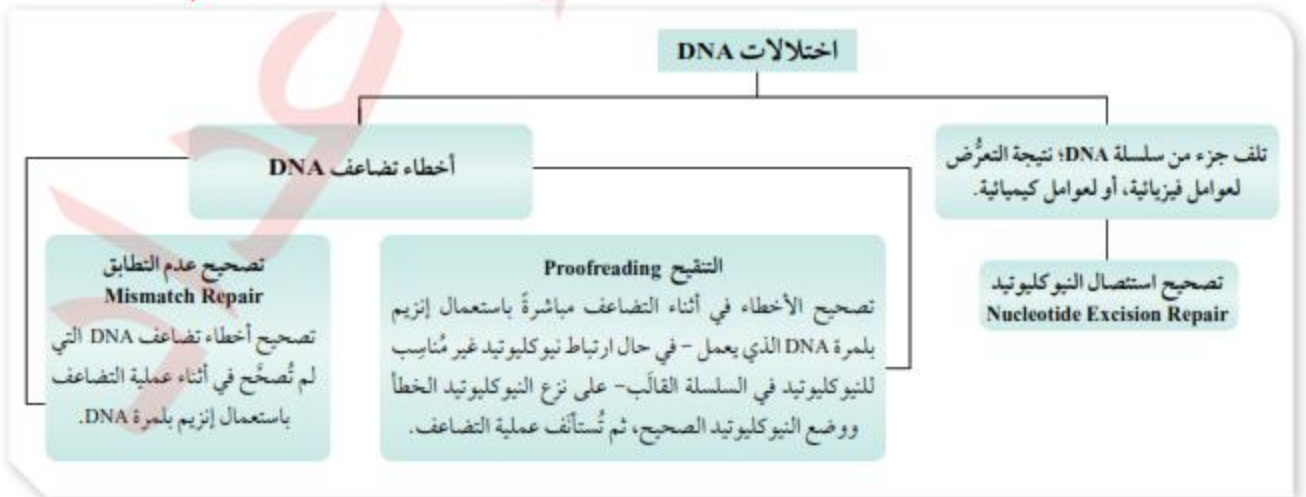 اختلالات DNA
تلف جزء من سلسلة DNA؛ نتيجة التعرُّض
لعوامل فيزيائية، أو لعوامل كيميائية.
تصحيح استئصال النيوكليوتيد
Nucleotide Excision Repair
أخطاء تضاعف DNA
التنقيح Proofreading
تصحيح الأخطاء في أثناء التضاعف مباشرةً باستعمال إنزيم
بلمرة DNA الذي يعمل – في حال ارتباط نيوكليوتيد غير مُناسِب
للنيوكليوتيد في السلسلة القالَب– على نزع النيوكليوتيد الخطأ
ووضع النيوكليوتيد الصحيح، ثم تُستأنَف عملية التضاعف.
تصحيح عدم التطابق
Mismatch Repair
تصحيح أخطاء تضاعف DNA التي
لم تُصحَّح في أثناء عملية التضاعف
باستعمال إنزيم بلمرة DNA.